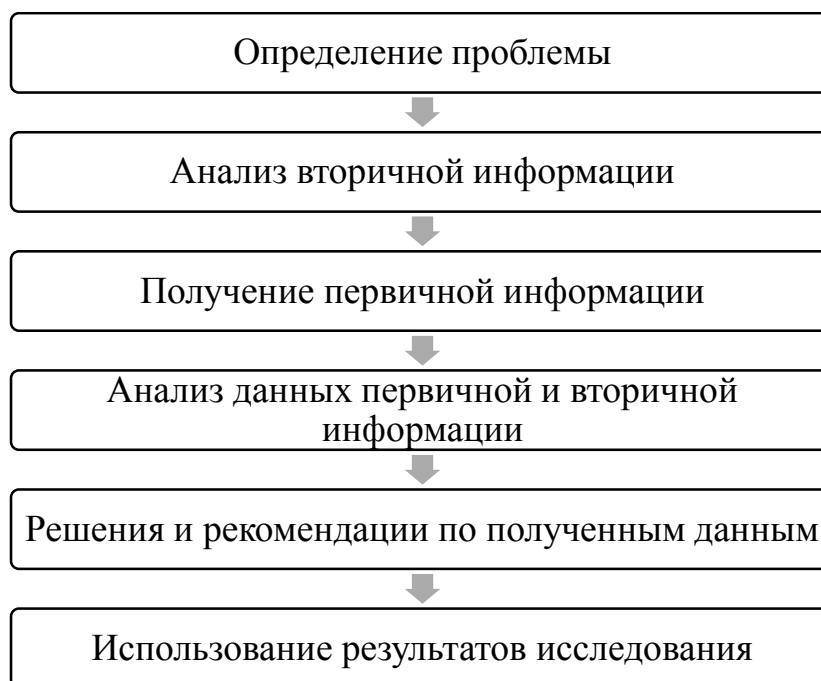 Определение проблемы
Анализ вторичной информации
Получение первичной информации
Анализ данных первичной и вторичной
информации
Решения и рекомендации по полученным данным
Использование результатов исследования